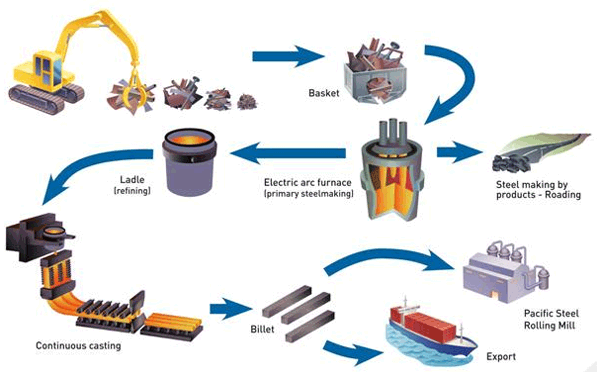 Basket
Ladle
(refining)
Electric arc furnace
(primary steelmaking)
Steel making by
products - Roading
Continuous casting
Billet
Pacific Steel
Rolling Mill
Export